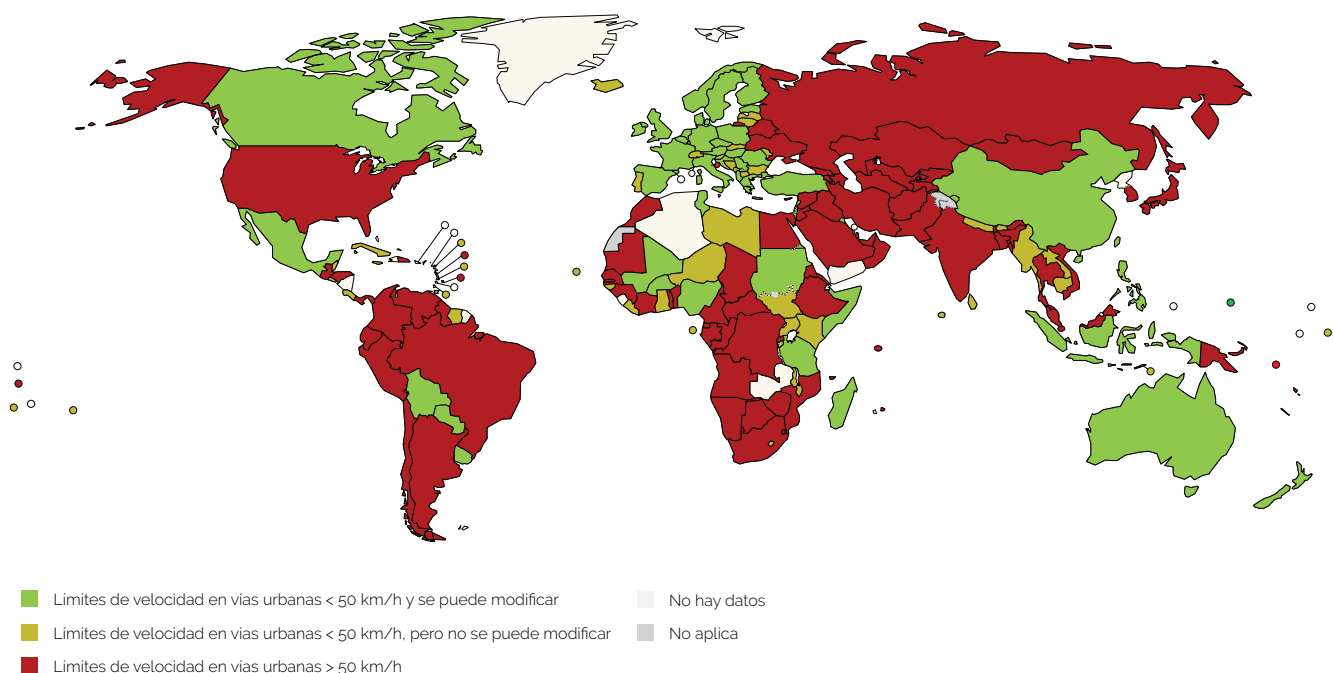 Límites de velocidad en vías urbanas < 50 km/h y se puede modificar
Límites de velocidad en vías urbanas < 50 km/h, pero no se puede modificar
Límites de velocidad en vías urbanas > 50 km/h
No hay datos
No aplica